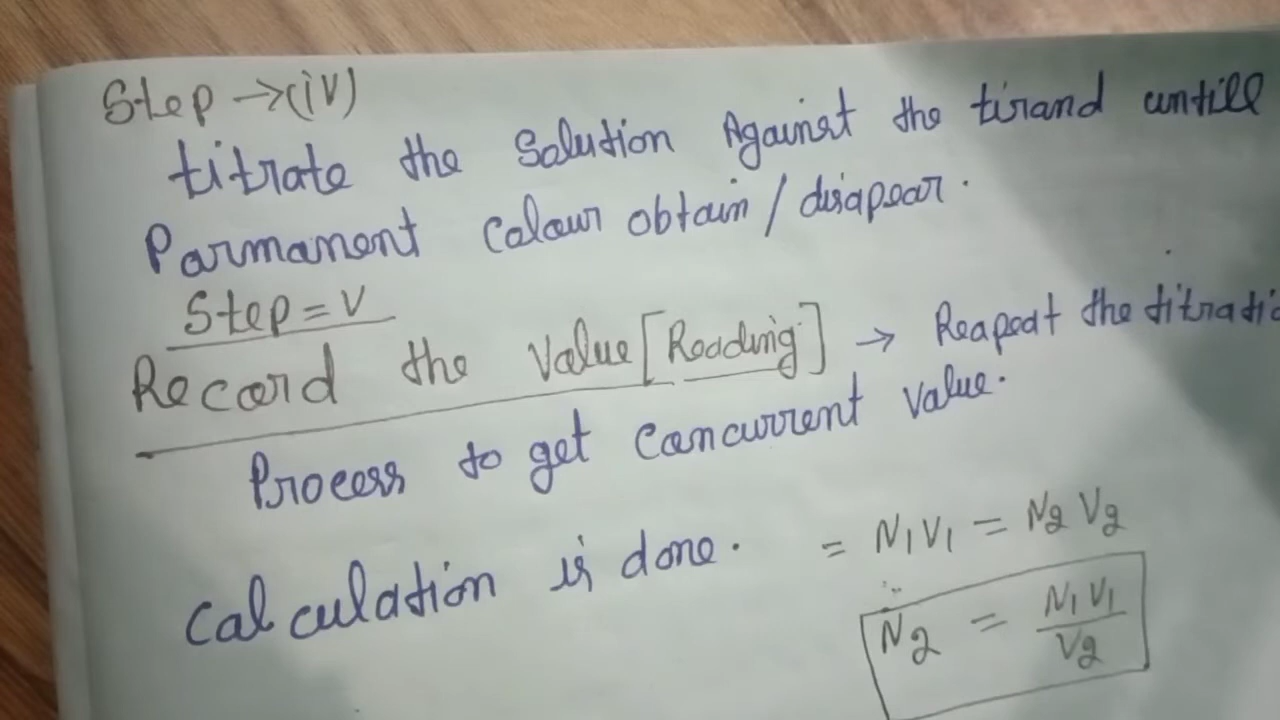 Step →(iv)
titrate the Solution Against the tirand untill
Parmanent Colour obtain / disapear.
Step = V
Record the Value [Reading] → Reapeat the titratio
Process to get Concurrent Value.
Calculation is done. = N₁V₁ = N₂V₂
N₂ = N₁V₁ / V₂